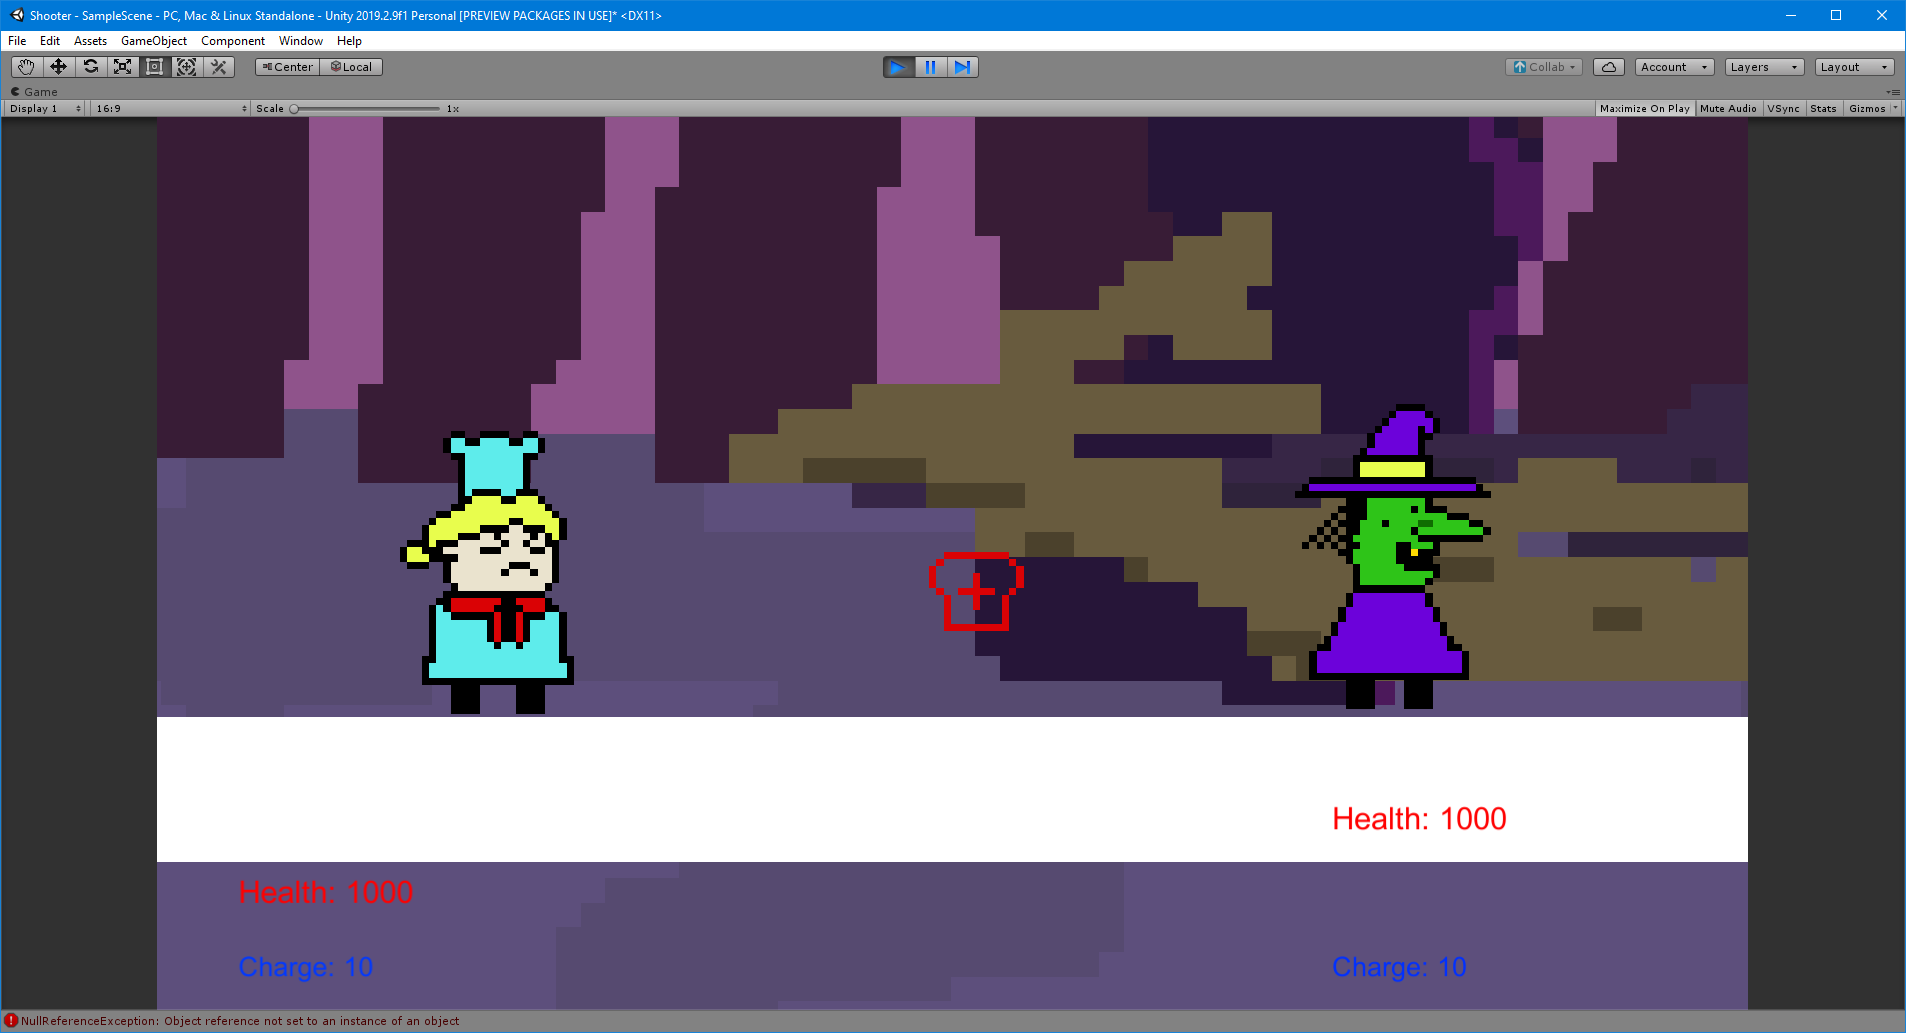 Shooter - SampleScene - PC, Mac & Linux Standalone - Unity 2019.2.9f1 Personal [PREVIEW PACKAGES IN USE]* <DX11>
File Edit Assets GameObject Component Window Help
Center Local Collab Account Layers Layout
Game
Display 1 16:9 Scale 1x Maximize On Play Mute Audio VSync Stats Gizmos
Health: 1000
Health: 1000
Charge: 10 Charge: 10
NullReferenceException: Object reference not set to an instance of an object